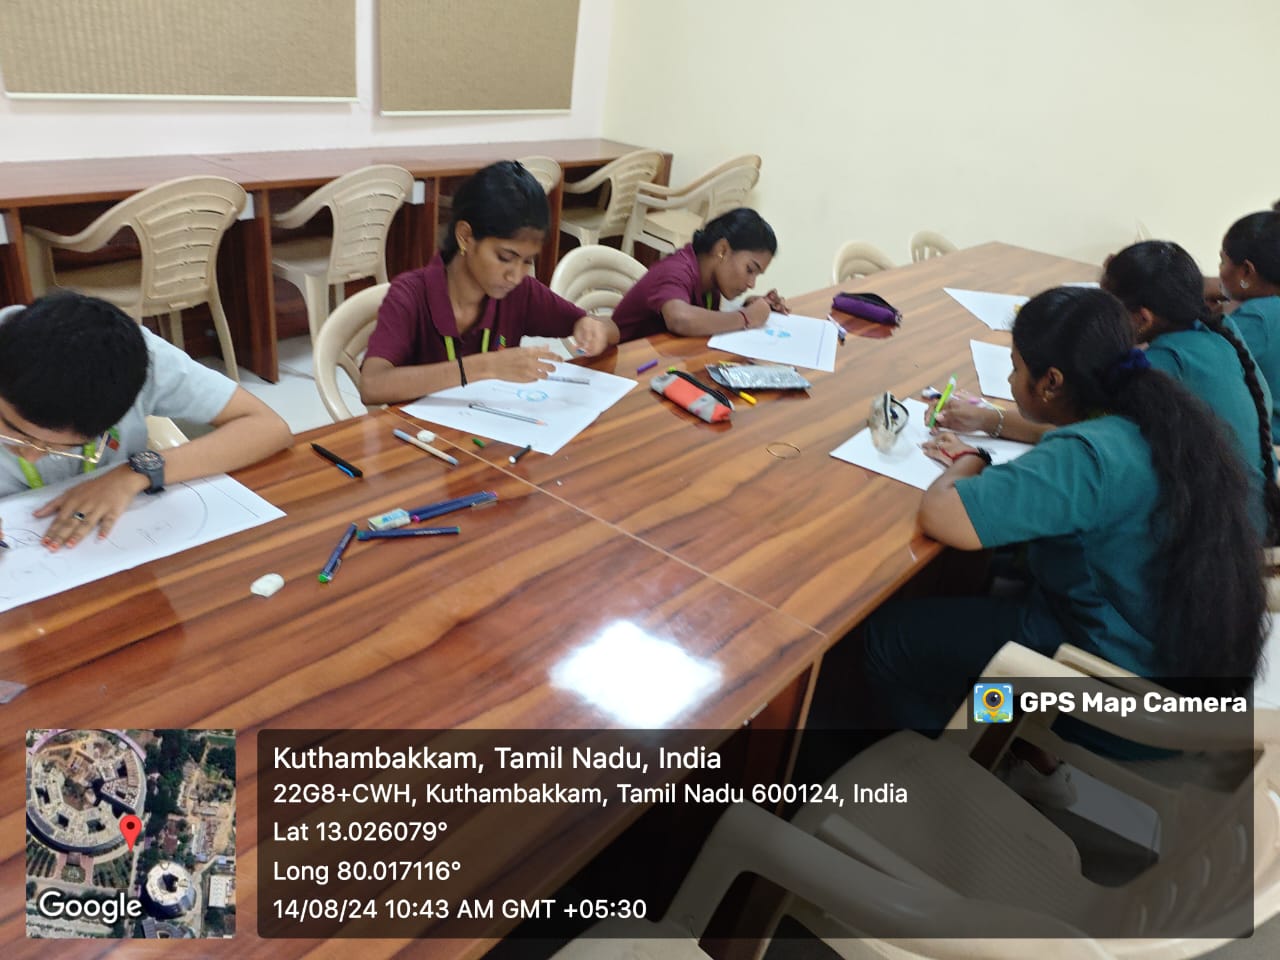 GPS Map Camera
Kuthambakkam, Tamil Nadu, India
22G8+CWH, Kuthambakkam, Tamil Nadu 600124, India
Lat 13.026079°
Long 80.017116°
14/08/24 10:43 AM GMT +05:30
Google